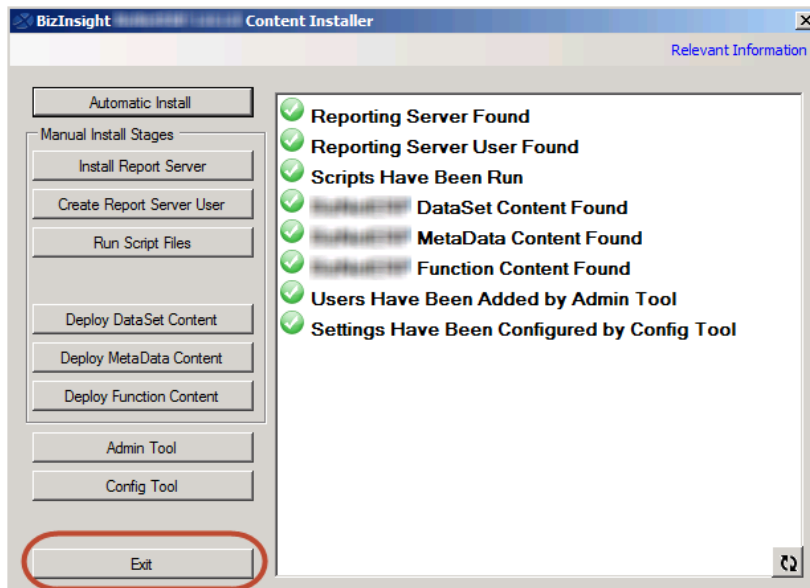 BizInsight Content Installer
Relevant Information
Automatic Install
Manual Install Stages
Install Report Server
Create Report Server User
Run Script Files
Deploy DataSet Content
Deploy MetaData Content
Deploy Function Content
Admin Tool
Config Tool
Exit
Reporting Server Found
Reporting Server User Found
Scripts Have Been Run
DataSet Content Found
MetaData Content Found
Function Content Found
Users Have Been Added by Admin Tool
Settings Have Been Configured by Config Tool